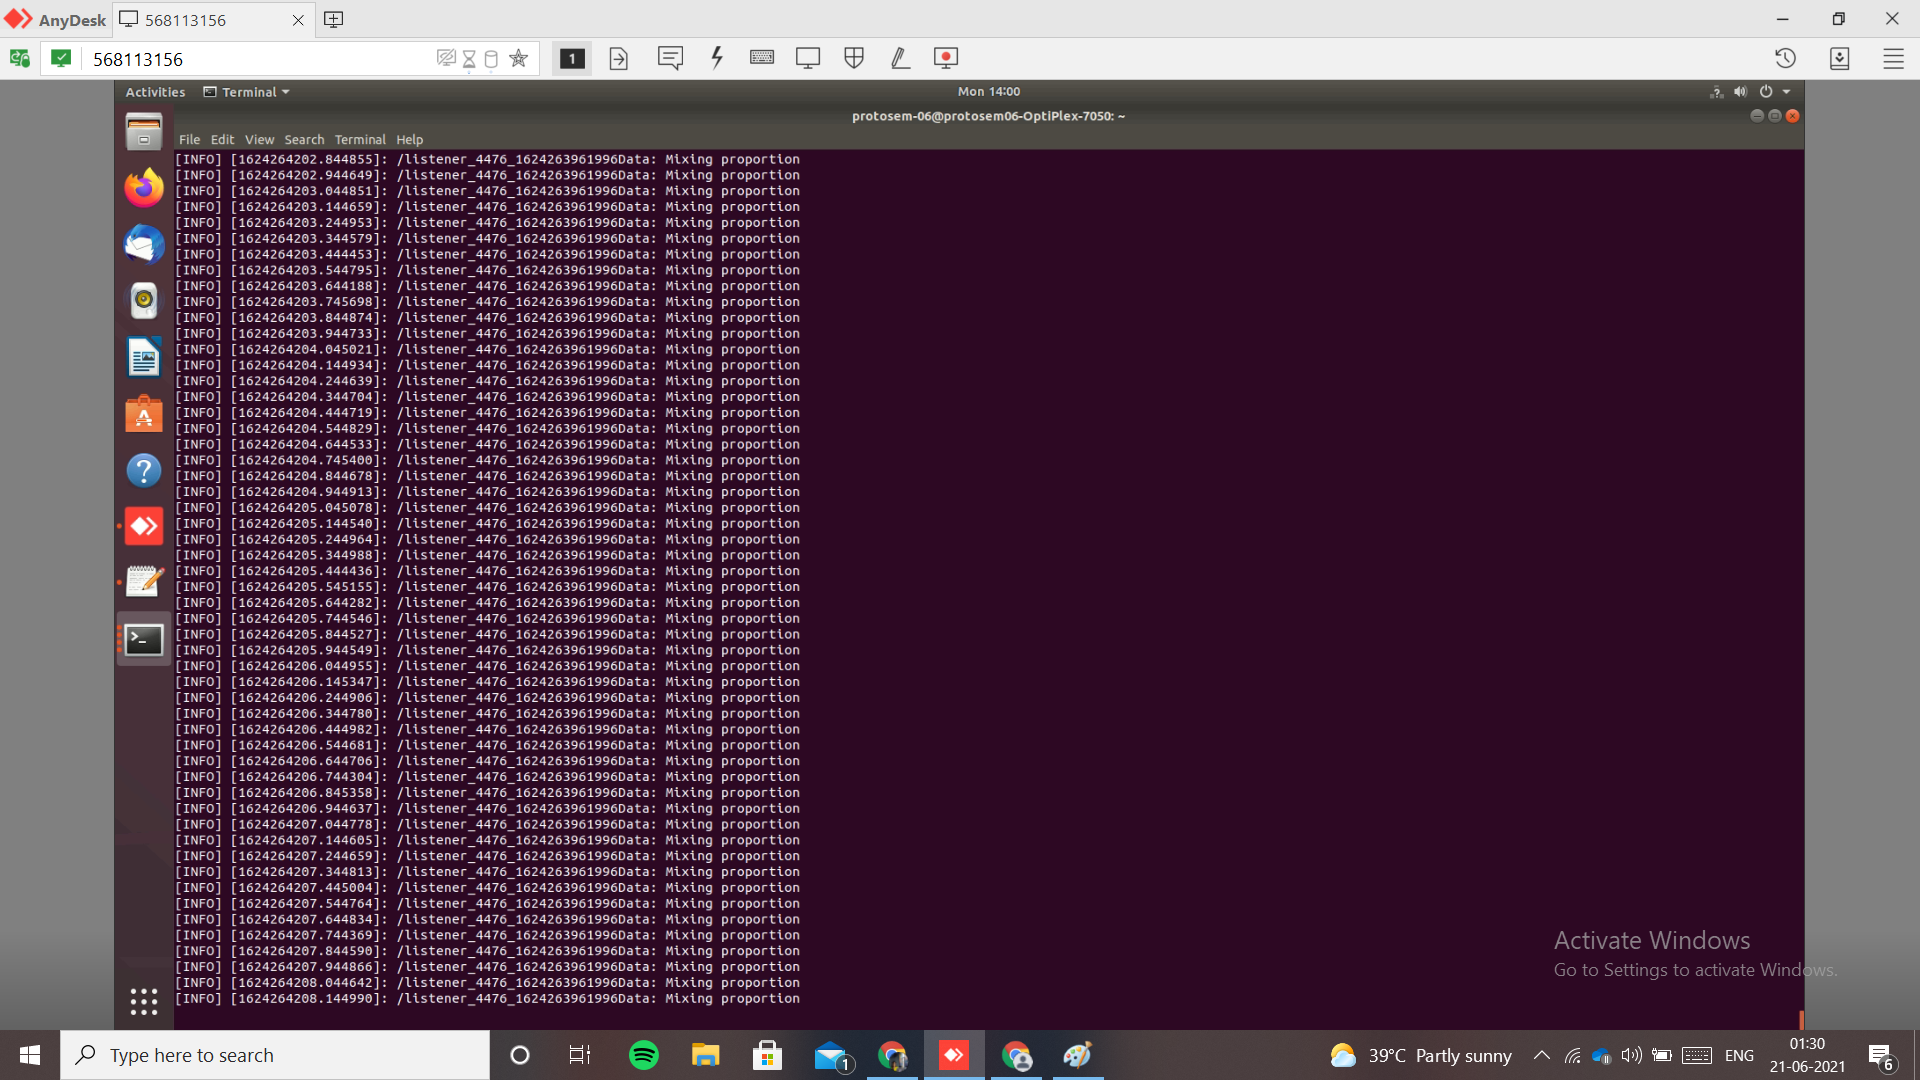 AnyDesk 568113156
568113156
1
Activities Terminal Mon 14:00
protosem-06@protosem06-OptiPlex-7050: ~
File Edit View Search Terminal Help
[INFO] [1624264202.844855]: /listener_4476_1624263961996Data: Mixing proportion
[INFO] [1624264202.944649]: /listener_4476_1624263961996Data: Mixing proportion
[INFO] [1624264203.044851]: /listener_4476_1624263961996Data: Mixing proportion
[INFO] [1624264203.144659]: /listener_4476_1624263961996Data: Mixing proportion
[INFO] [1624264203.244953]: /listener_4476_1624263961996Data: Mixing proportion
[INFO] [1624264203.344579]: /listener_4476_1624263961996Data: Mixing proportion
[INFO] [1624264203.444453]: /listener_4476_1624263961996Data: Mixing proportion
[INFO] [1624264203.544795]: /listener_4476_1624263961996Data: Mixing proportion
[INFO] [1624264203.644188]: /listener_4476_1624263961996Data: Mixing proportion
[INFO] [1624264203.745698]: /listener_4476_1624263961996Data: Mixing proportion
[INFO] [1624264203.844874]: /listener_4476_1624263961996Data: Mixing proportion
[INFO] [1624264203.944733]: /listener_4476_1624263961996Data: Mixing proportion
[INFO] [1624264204.045021]: /listener_4476_1624263961996Data: Mixing proportion
[INFO] [1624264204.144934]: /listener_4476_1624263961996Data: Mixing proportion
[INFO] [1624264204.244639]: /listener_4476_1624263961996Data: Mixing proportion
[INFO] [1624264204.344704]: /listener_4476_1624263961996Data: Mixing proportion
[INFO] [1624264204.444719]: /listener_4476_1624263961996Data: Mixing proportion
[INFO] [1624264204.544829]: /listener_4476_1624263961996Data: Mixing proportion
[INFO] [1624264204.644533]: /listener_4476_1624263961996Data: Mixing proportion
[INFO] [1624264204.745400]: /listener_4476_1624263961996Data: Mixing proportion
[INFO] [1624264204.844678]: /listener_4476_1624263961996Data: Mixing proportion
[INFO] [1624264204.944913]: /listener_4476_1624263961996Data: Mixing proportion
[INFO] [1624264205.045078]: /listener_4476_1624263961996Data: Mixing proportion
[INFO] [1624264205.144540]: /listener_4476_1624263961996Data: Mixing proportion
[INFO] [1624264205.244964]: /listener_4476_1624263961996Data: Mixing proportion
[INFO] [1624264205.344988]: /listener_4476_1624263961996Data: Mixing proportion
[INFO] [1624264205.444436]: /listener_4476_1624263961996Data: Mixing proportion
[INFO] [1624264205.545155]: /listener_4476_1624263961996Data: Mixing proportion
[INFO] [1624264205.644282]: /listener_4476_1624263961996Data: Mixing proportion
[INFO] [1624264205.744546]: /listener_4476_1624263961996Data: Mixing proportion
[INFO] [1624264205.844527]: /listener_4476_1624263961996Data: Mixing proportion
[INFO] [1624264205.944549]: /listener_4476_1624263961996Data: Mixing proportion
[INFO] [1624264206.044955]: /listener_4476_1624263961996Data: Mixing proportion
[INFO] [1624264206.145347]: /listener_4476_1624263961996Data: Mixing proportion
[INFO] [1624264206.244906]: /listener_4476_1624263961996Data: Mixing proportion
[INFO] [1624264206.344780]: /listener_4476_1624263961996Data: Mixing proportion
[INFO] [1624264206.444982]: /listener_4476_1624263961996Data: Mixing proportion
[INFO] [1624264206.544681]: /listener_4476_1624263961996Data: Mixing proportion
[INFO] [1624264206.644706]: /listener_4476_1624263961996Data: Mixing proportion
[INFO] [1624264206.744304]: /listener_4476_1624263961996Data: Mixing proportion
[INFO] [1624264206.845358]: /listener_4476_1624263961996Data: Mixing proportion
[INFO] [1624264206.944637]: /listener_4476_1624263961996Data: Mixing proportion
[INFO] [1624264207.044778]: /listener_4476_1624263961996Data: Mixing proportion
[INFO] [1624264207.144605]: /listener_4476_1624263961996Data: Mixing proportion
[INFO] [1624264207.244659]: /listener_4476_1624263961996Data: Mixing proportion
[INFO] [1624264207.344813]: /listener_4476_1624263961996Data: Mixing proportion
[INFO] [1624264207.445004]: /listener_4476_1624263961996Data: Mixing proportion
[INFO] [1624264207.544764]: /listener_4476_1624263961996Data: Mixing proportion
[INFO] [1624264207.644834]: /listener_4476_1624263961996Data: Mixing proportion
[INFO] [1624264207.744369]: /listener_4476_1624263961996Data: Mixing proportion
[INFO] [1624264207.844590]: /listener_4476_1624263961996Data: Mixing proportion
[INFO] [1624264207.944866]: /listener_4476_1624263961996Data: Mixing proportion
[INFO] [1624264208.044642]: /listener_4476_1624263961996Data: Mixing proportion
[INFO] [1624264208.144990]: /listener_4476_1624263961996Data: Mixing proportion
Activate Windows
Go to Settings to activate Windows.
Type here to search
1
39°C Partly sunny
ENG
01:30
21-06-2021
6